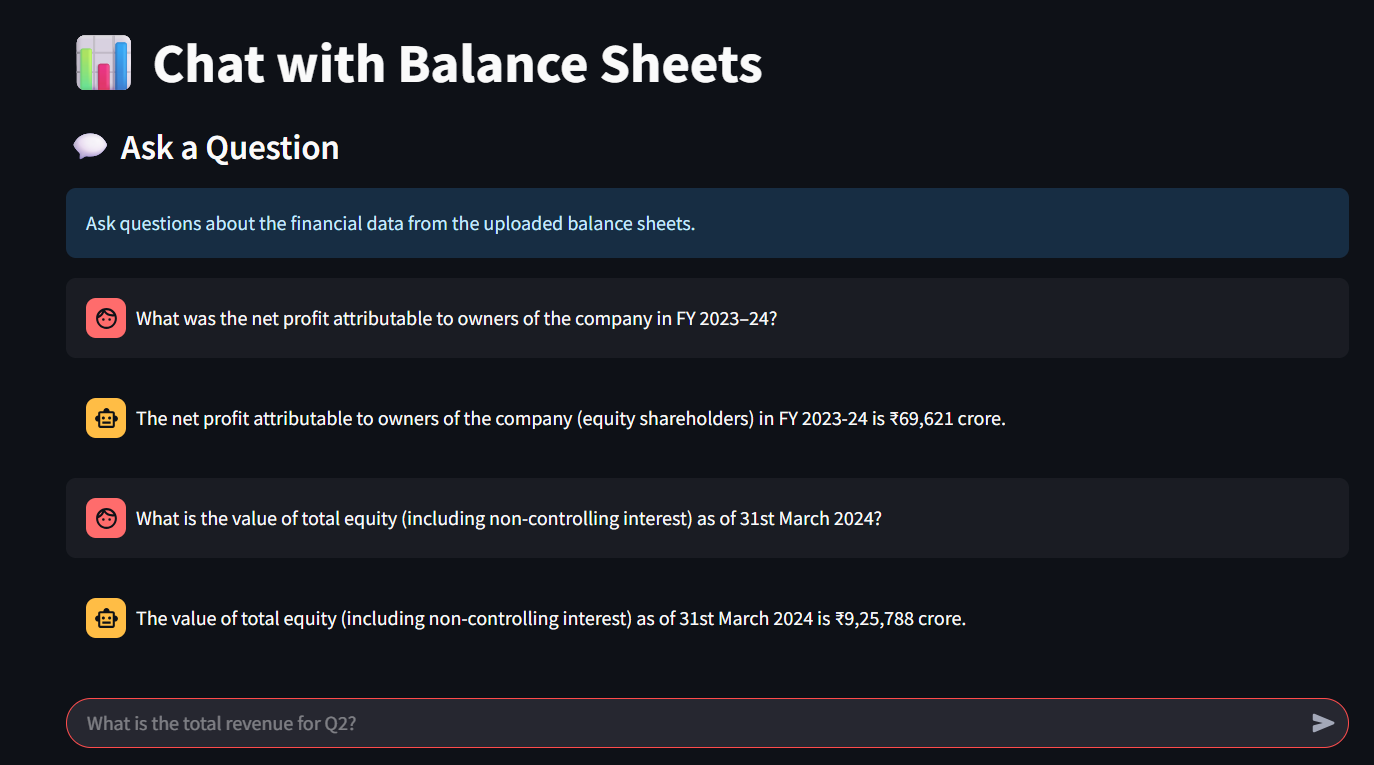 Chat with Balance Sheets
Ask a Question
Ask questions about the financial data from the uploaded balance sheets.
What was the net profit attributable to owners of the company in FY 2023–24?
The net profit attributable to owners of the company (equity shareholders) in FY 2023-24 is ₹69,621 crore.
What is the value of total equity (including non-controlling interest) as of 31st March 2024?
The value of total equity (including non-controlling interest) as of 31st March 2024 is ₹9,25,788 crore.
What is the total revenue for Q2?